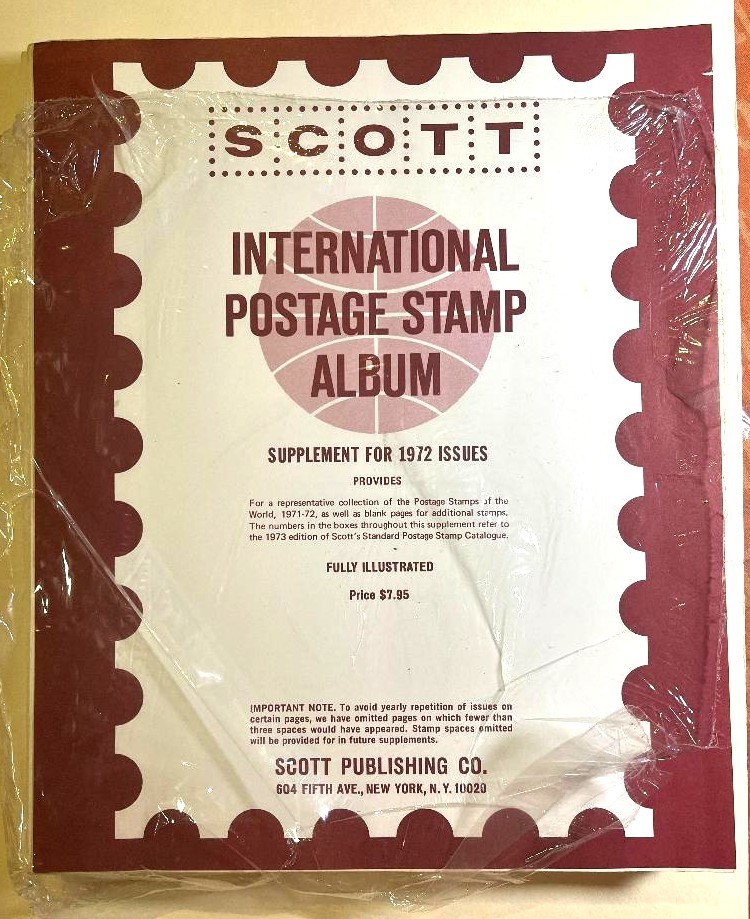 SCOTT
INTERNATIONAL
POSTAGE STAMP
ALBUM
SUPPLEMENT FOR 1972 ISSUES
PROVIDES
For a representative collection of the Postage Stamps of the
World, 1971-72, as well as blank pages for additional stamps.
The numbers in the boxes throughout this supplement refer to
the 1973 edition of Scott's Standard Postage Stamp Catalogue.
FULLY ILLUSTRATED
Price $7.95
IMPORTANT NOTE. To avoid yearly repetition of issues on
certain pages, we have omitted pages on which fewer than
three spaces would have appeared. Stamp spaces omitted
will be provided for in future supplements.
SCOTT PUBLISHING CO.
604 FIFTH AVE., NEW YORK, N.Y. 10020